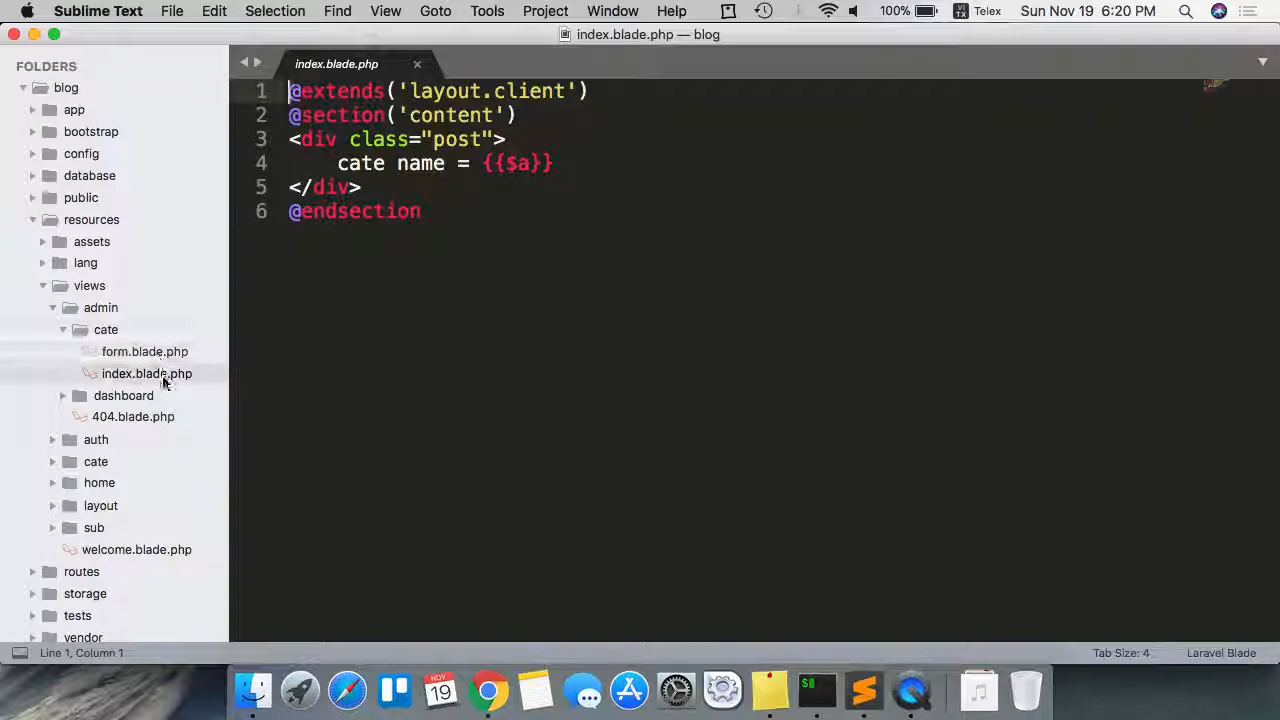 Sublime Text File Edit Selection Find View Goto Tools Project Window Help 100% VI TX Telex Sun Nov 19 6:20 PM
index.blade.php — blog
FOLDERS
blog
app
bootstrap
config
database
public
resources
assets
lang
views
admin
cate
form.blade.php
index.blade.php
dashboard
404.blade.php
auth
cate
home
layout
sub
welcome.blade.php
routes
storage
tests
vendor
index.blade.php
1 @extends('layout.client')
2 @section('content')
3 <div class="post">
4 cate name = {{$a}}
5 </div>
6 @endsection
Line 1, Column 1 Tab Size: 4 Laravel Blade
NOV
19